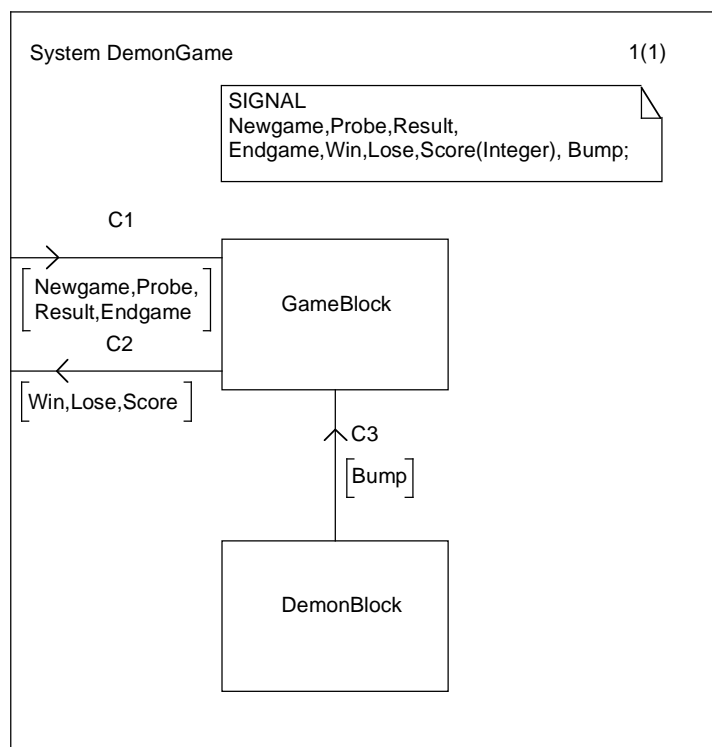 System DemonGame 1(1)
SIGNAL
Newgame,Probe,Result,
Endgame,Win,Lose,Score(Integer), Bump;
C1
Newgame,Probe,
Result,Endgame
GameBlock
C2
Win,Lose,Score
C3
Bump
DemonBlock